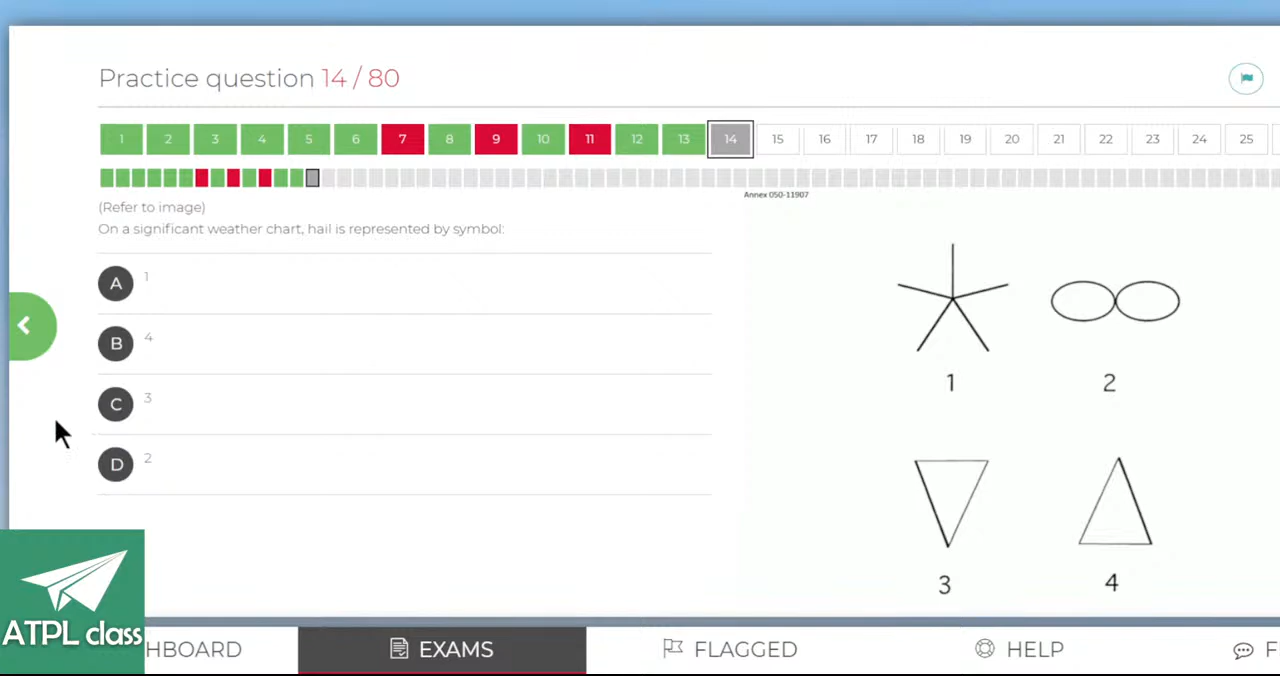 Practice question 14 / 80
1 2 3 4 5 6 7 8 9 10 11 12 13 14 15 16 17 18 19 20 21 22 23 24 25
Annex 050-11907
(Refer to image)
On a significant weather chart, hail is represented by symbol:
A 1
B 4
C 3
D 2
1 2
3 4
ATPL class
HBOARD EXAMS FLAGGED HELP F